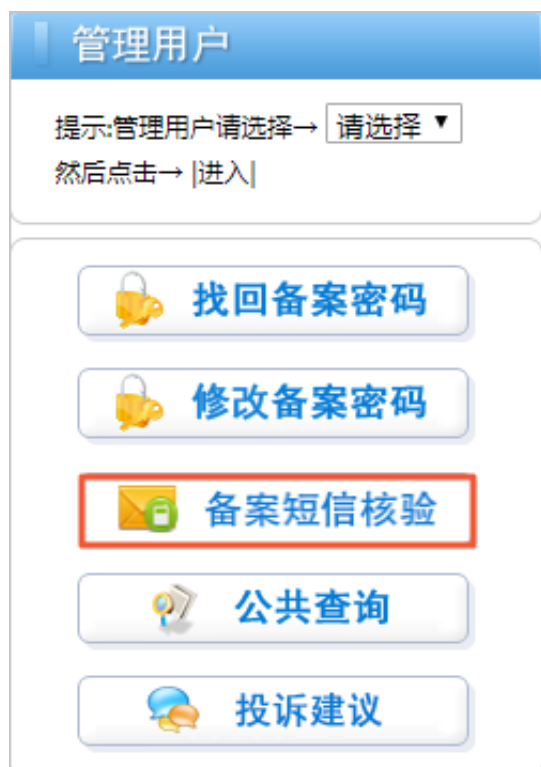 管理用户
提示:管理用户请选择→ 请选择 ▼
然后点击→ |进入|
找回备案密码
修改备案密码
备案短信核验
公共查询
投诉建议